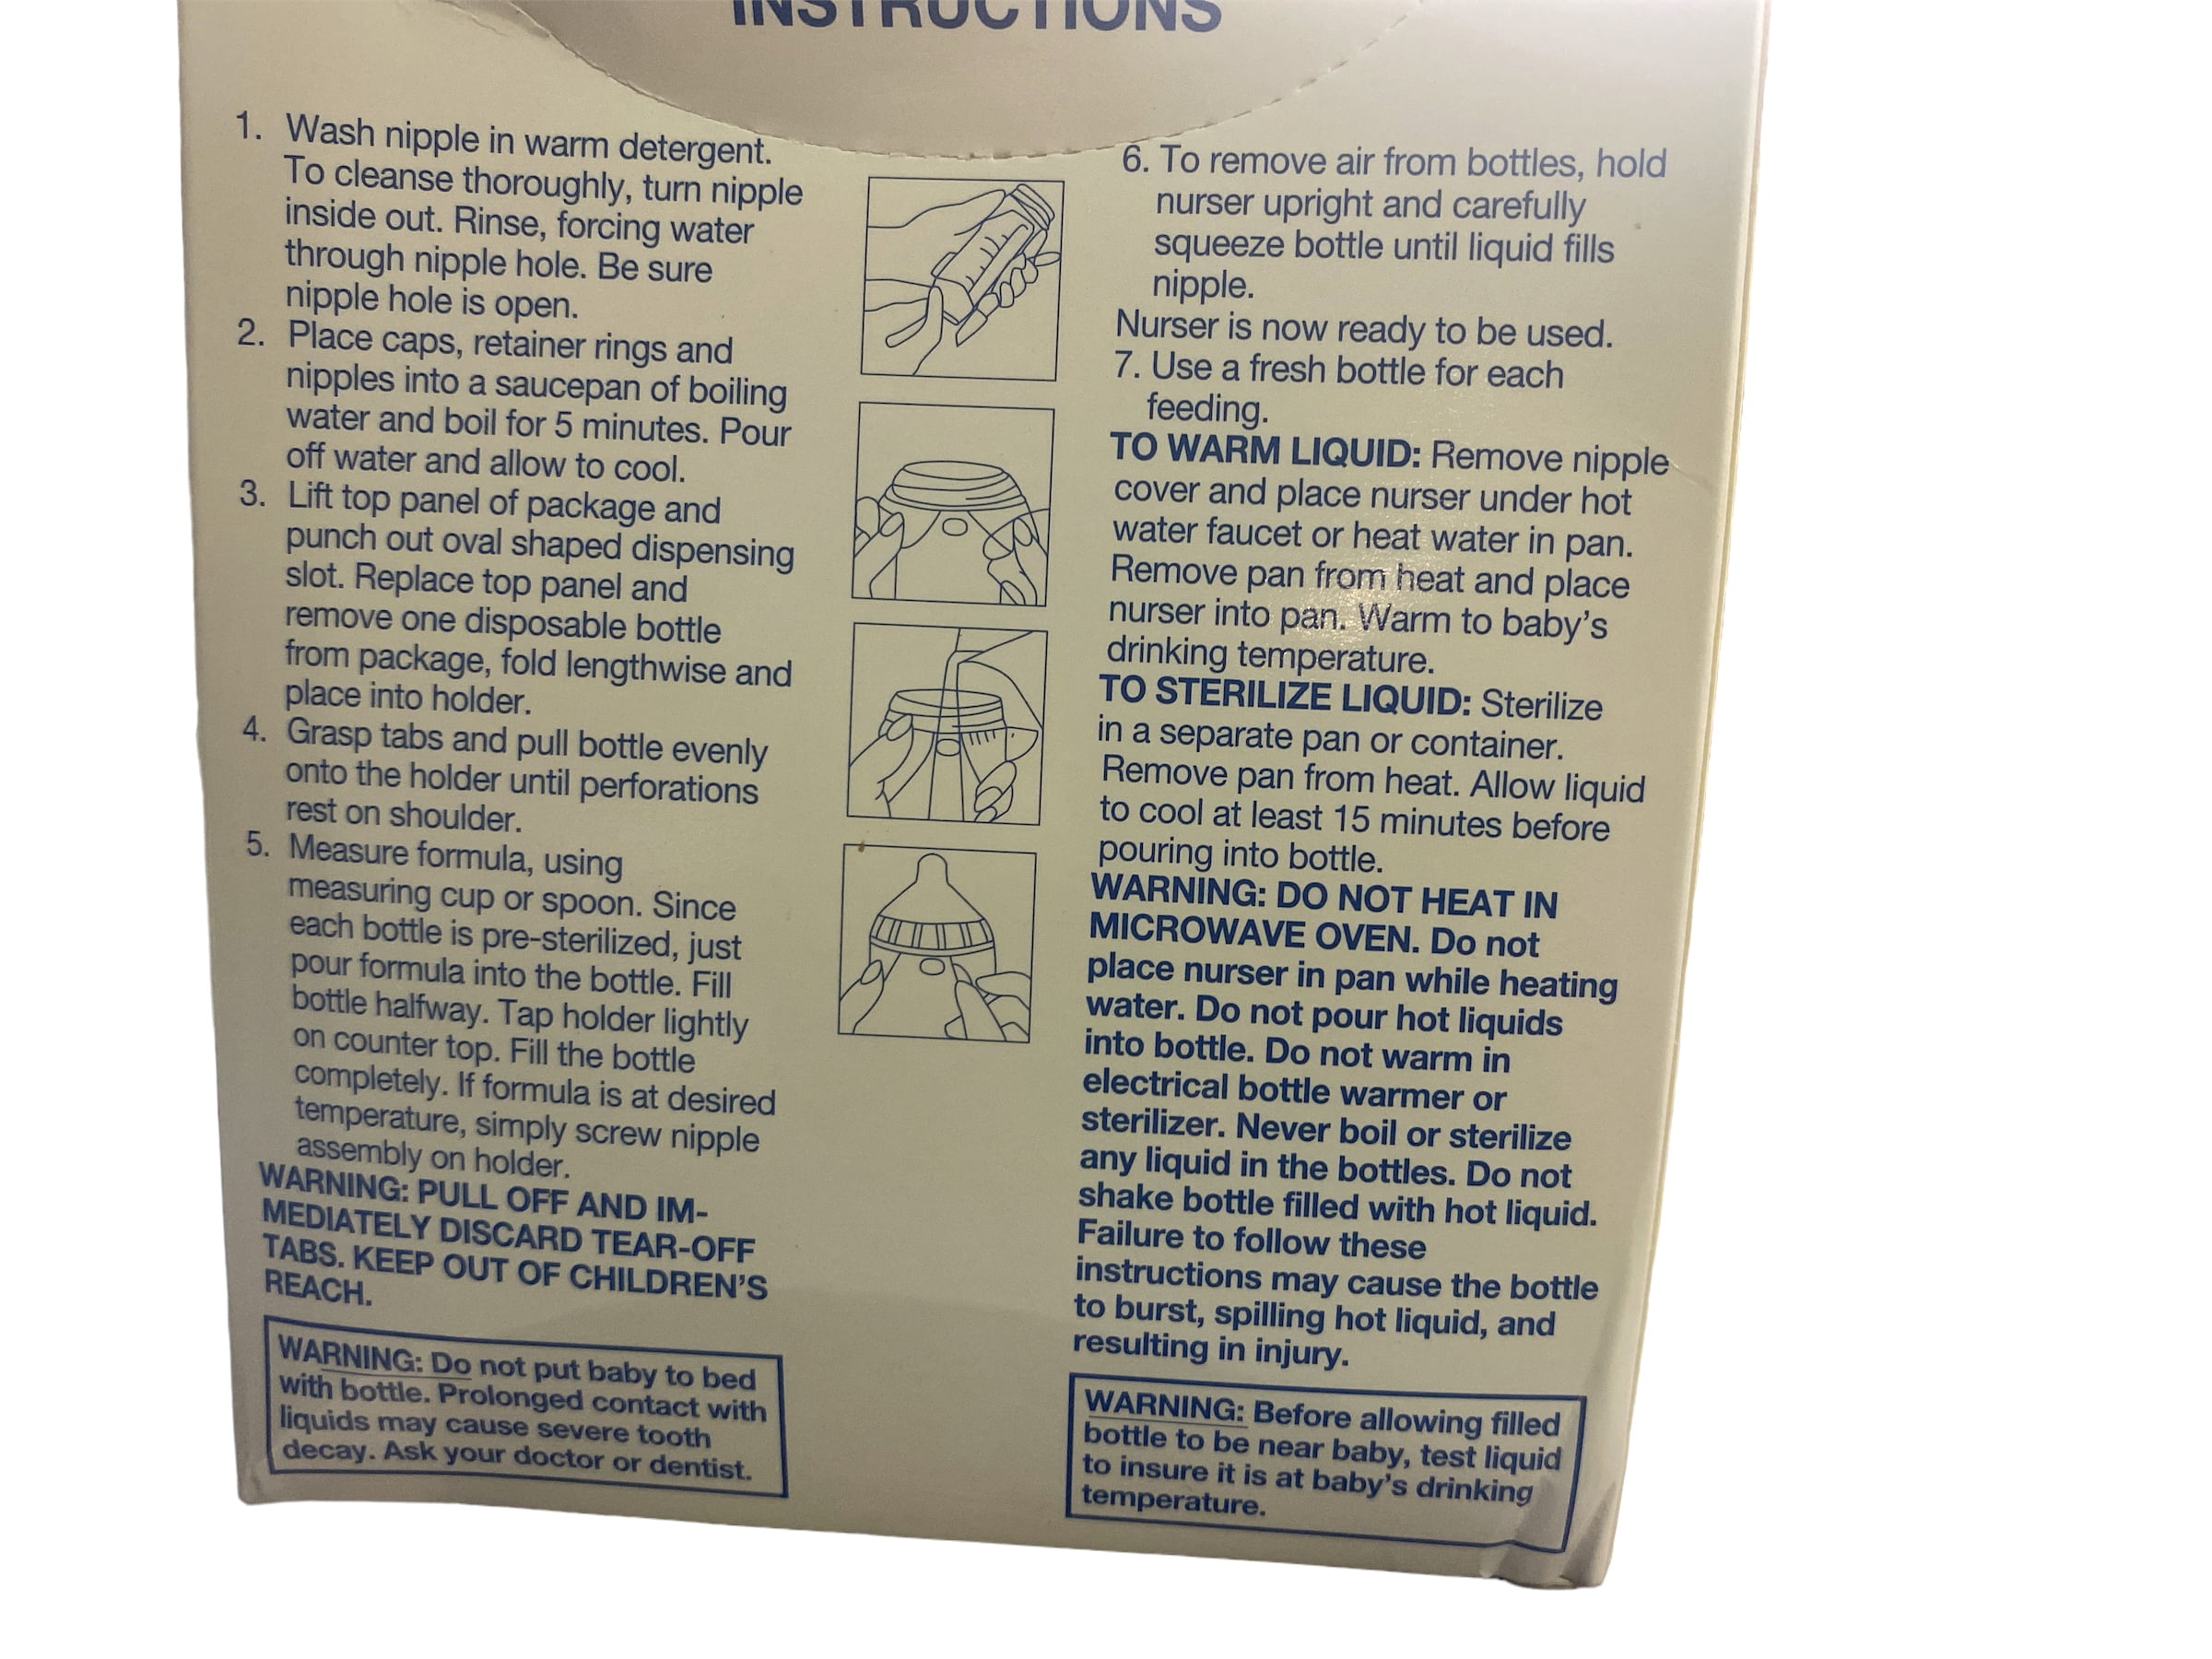 INSTRUCTIONS
1. Wash nipple in warm detergent.
To cleanse thoroughly, turn nipple
inside out. Rinse, forcing water
through nipple hole. Be sure
nipple hole is open.
2. Place caps, retainer rings and
nipples into a saucepan of boiling
water and boil for 5 minutes. Pour
off water and allow to cool.
3. Lift top panel of package and
punch out oval shaped dispensing
slot. Replace top panel and
remove one disposable bottle
from package, fold lengthwise and
place into holder.
4. Grasp tabs and pull bottle evenly
onto the holder until perforations
rest on shoulder.
5. Measure formula, using
measuring cup or spoon. Since
each bottle is pre-sterilized, just
pour formula into the bottle. Fill
bottle halfway. Tap holder lightly
on counter top. Fill the bottle
completely. If formula is at desired
temperature, simply screw nipple
assembly on holder.
WARNING: PULL OFF AND IM-
MEDIATELY DISCARD TEAR-OFF
TABS. KEEP OUT OF CHILDREN'S
REACH.
WARNING: Do not put baby to bed
with bottle. Prolonged contact with
liquids may cause severe tooth
decay. Ask your doctor or dentist.
6. To remove air from bottles, hold
nurser upright and carefully
squeeze bottle until liquid fills
nipple.
Nurser is now ready to be used.
7. Use a fresh bottle for each
feeding.
TO WARM LIQUID: Remove nipple
cover and place nurser under hot
water faucet or heat water in pan.
Remove pan from heat and place
nurser into pan. Warm to baby's
drinking temperature.
TO STERILIZE LIQUID: Sterilize
in a separate pan or container.
Remove pan from heat. Allow liquid
to cool at least 15 minutes before
pouring into bottle.
WARNING: DO NOT HEAT IN
MICROWAVE OVEN. Do not
place nurser in pan while heating
water. Do not pour hot liquids
into bottle. Do not warm in
electrical bottle warmer or
sterilizer. Never boil or sterilize
any liquid in the bottles. Do not
shake bottle filled with hot liquid.
Failure to follow these
instructions may cause the bottle
to burst, spilling hot liquid, and
resulting in injury.
WARNING: Before allowing filled
bottle to be near baby, test liquid
to insure it is at baby's drinking
temperature.